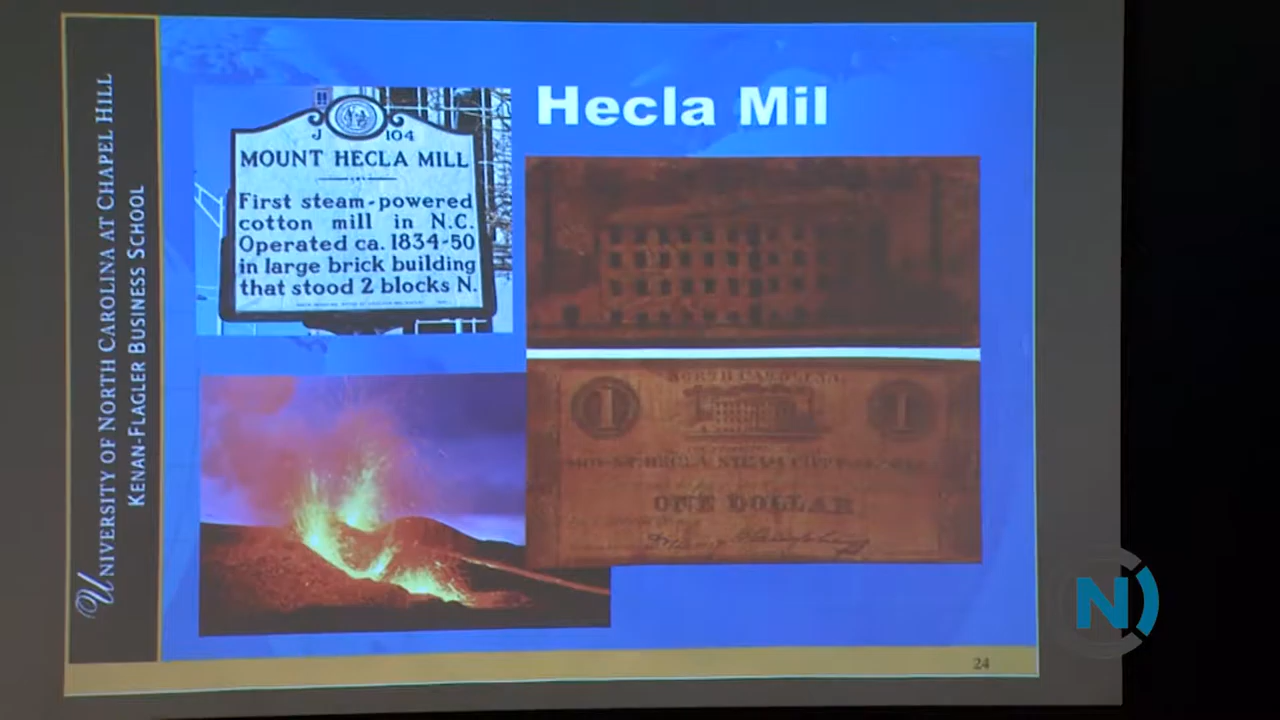 UNIVERSITY OF NORTH CAROLINA AT CHAPEL HILL
KENAN-FLAGLER BUSINESS SCHOOL
Hecla Mil
J 104
MOUNT HECLA MILL
First steam-powered
cotton mill in N.C.
Operated ca. 1834-50
in large brick building
that stood 2 blocks N.
NORTH CAROLINA
1 1
ONE DOLLAR
24
N